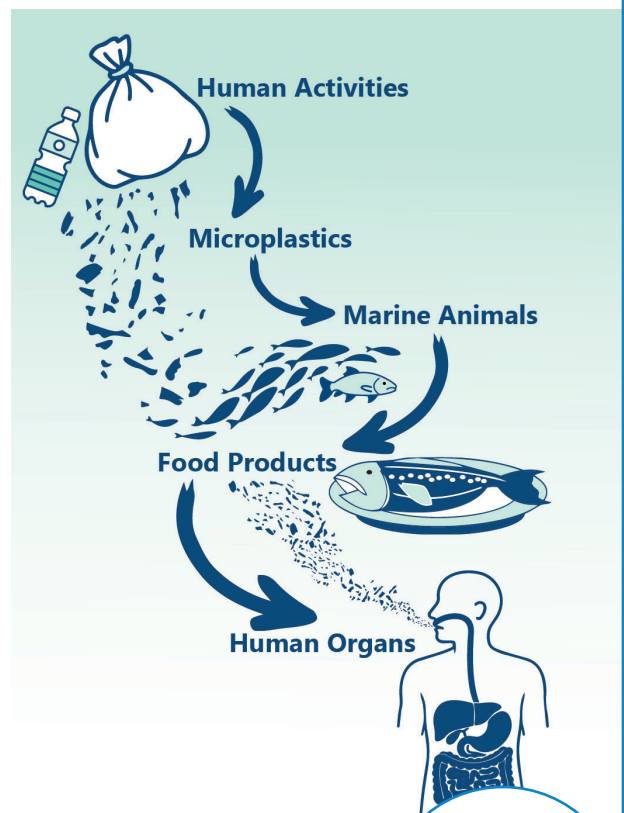 Human Activities
Microplastics
Marine Animals
Food Products
Human Organs